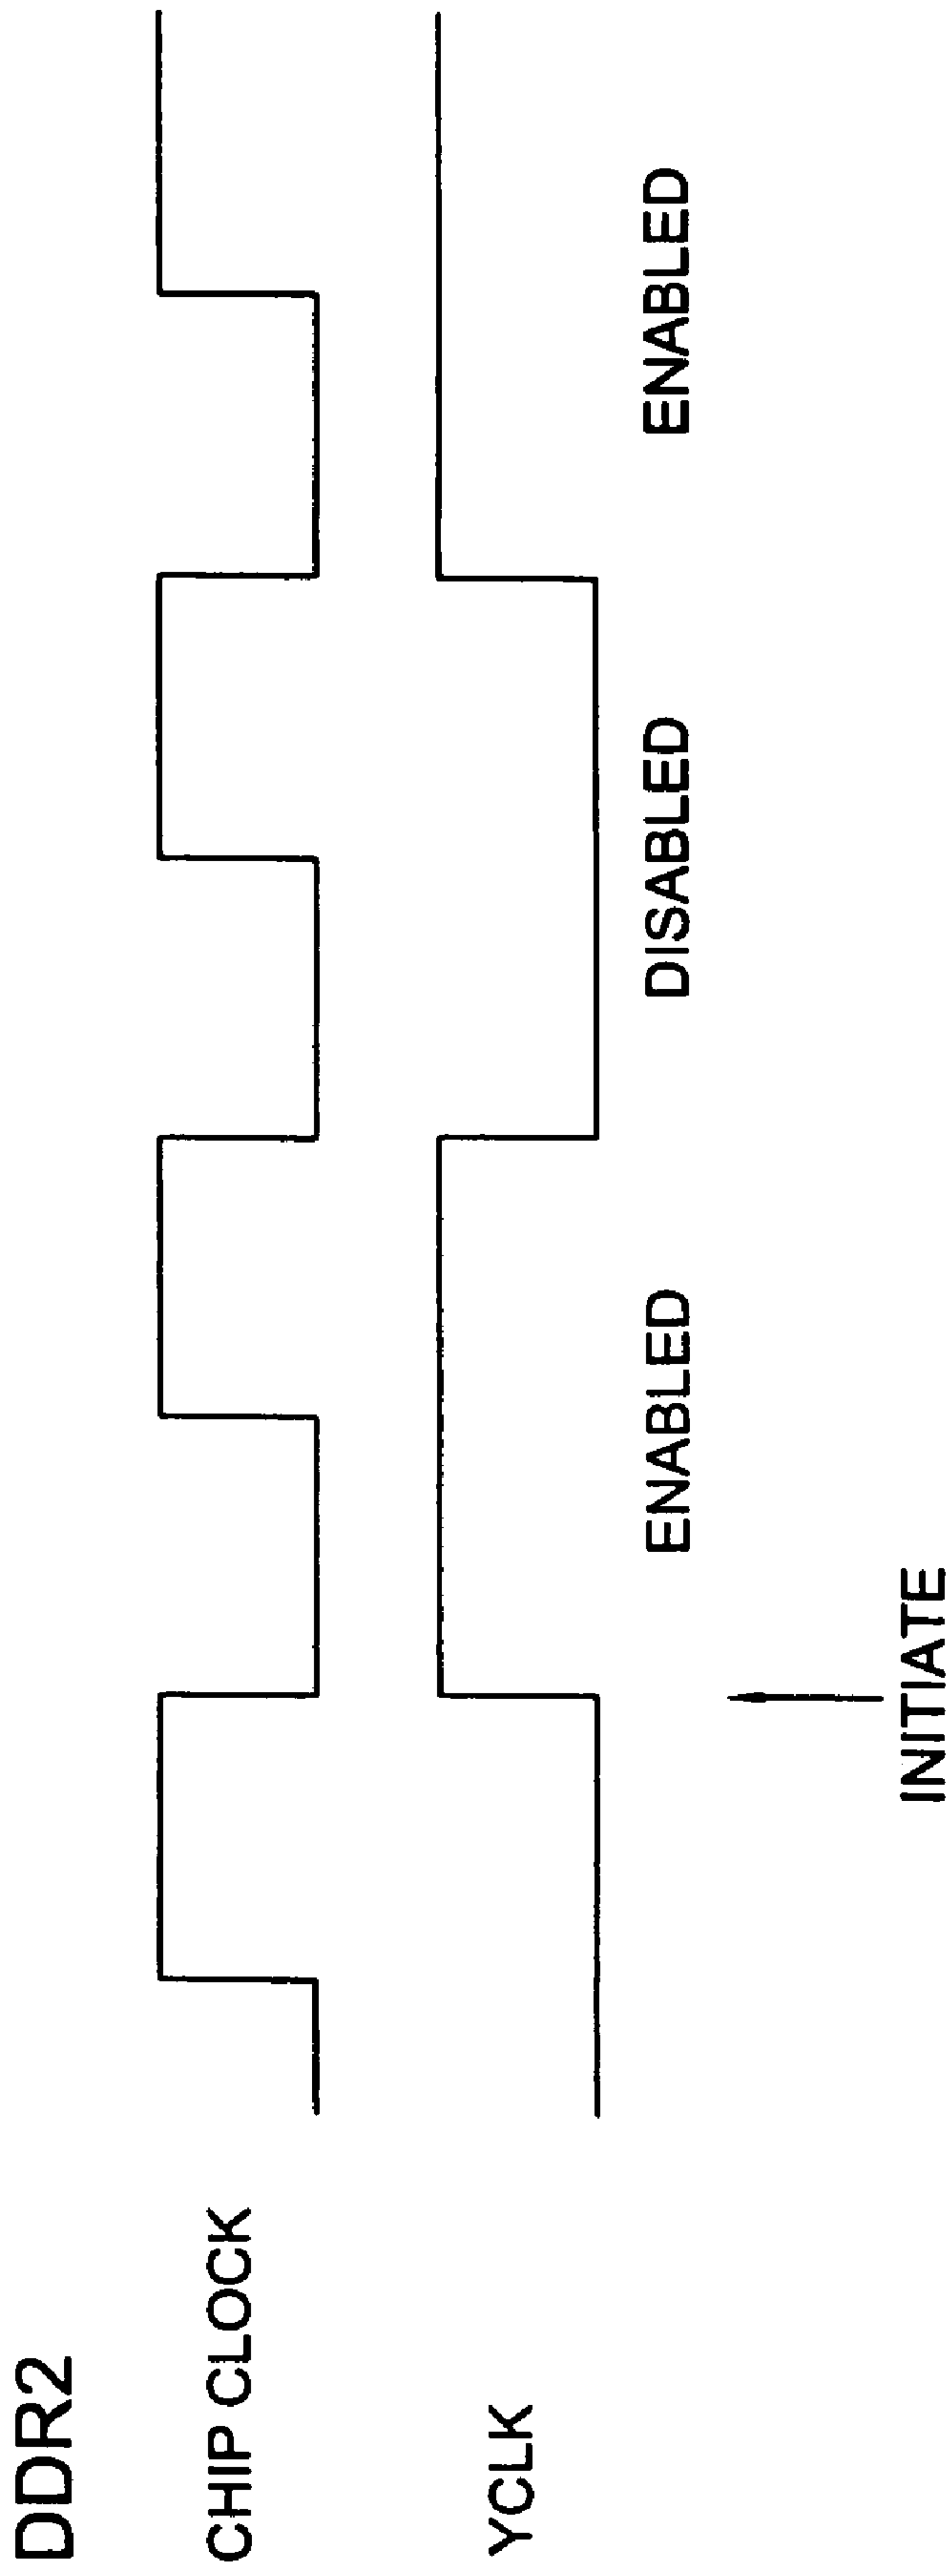 DDR2
CHIP CLOCK
YCLK
ENABLED
DISABLED
ENABLED
INITIATE